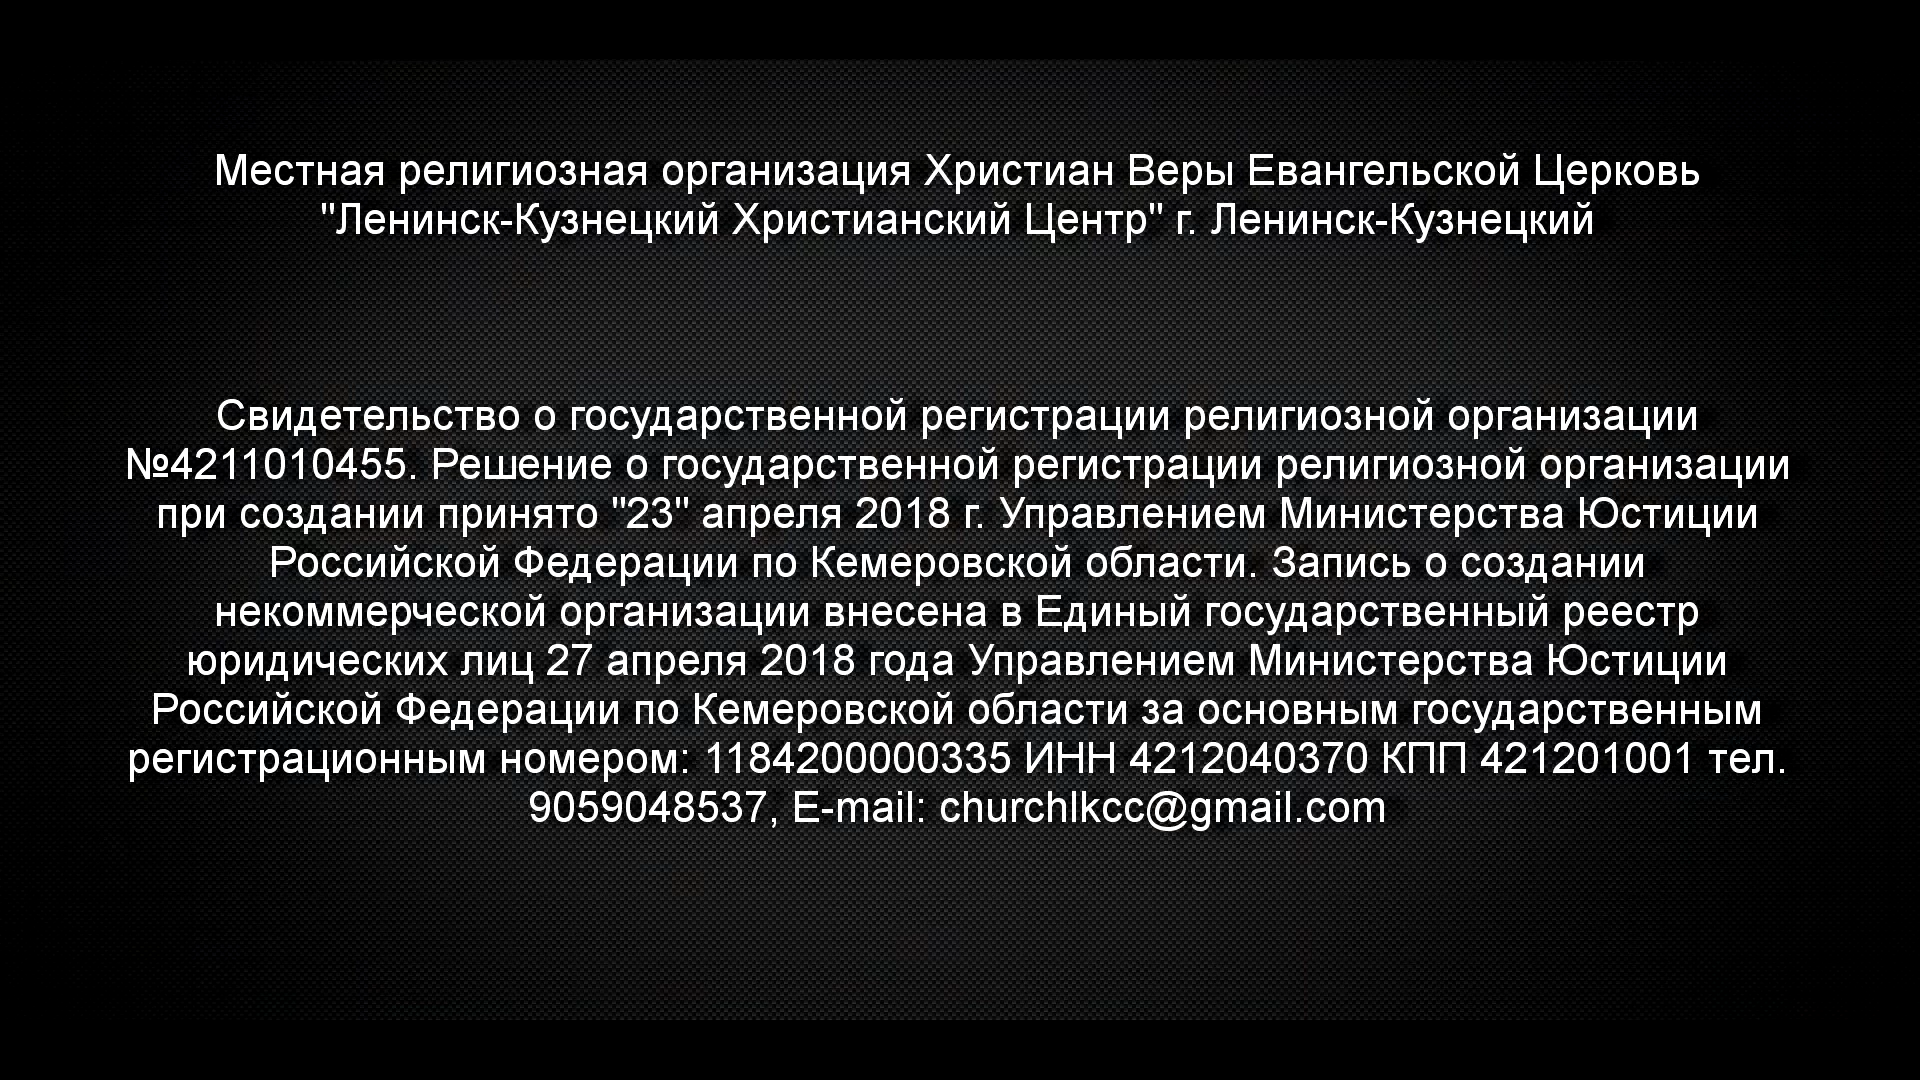 Местная религиозная организация Христиан Веры Евангельской Церковь
"Ленинск-Кузнецкий Христианский Центр" г. Ленинск-Кузнецкий
Свидетельство о государственной регистрации религиозной организации
№4211010455. Решение о государственной регистрации религиозной организации
при создании принято "23" апреля 2018 г. Управлением Министерства Юстиции
Российской Федерации по Кемеровской области. Запись о создании
некоммерческой организации внесена в Единый государственный реестр
юридических лиц 27 апреля 2018 года Управлением Министерства Юстиции
Российской Федерации по Кемеровской области за основным государственным
регистрационным номером: 1184200000335 ИНН 4212040370 КПП 421201001 тел.
9059048537, E-mail: churchlkcc@gmail.com